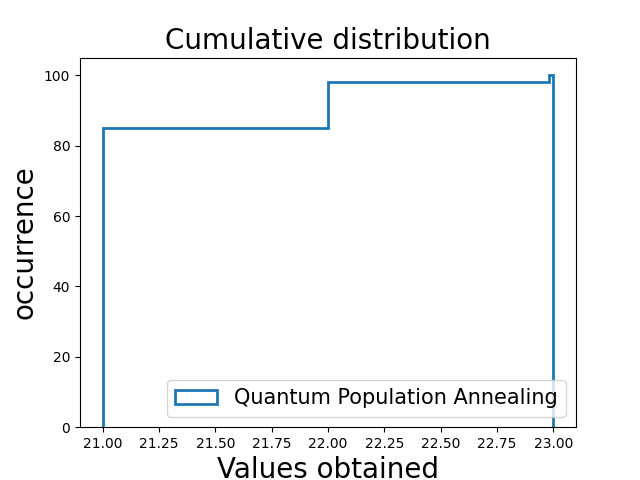 Cumulative distribution
occurrence
100
80
60
40
20
0
Quantum Population Annealing
21.00 21.25 21.50 21.75 22.00 22.25 22.50 22.75 23.00
Values obtained